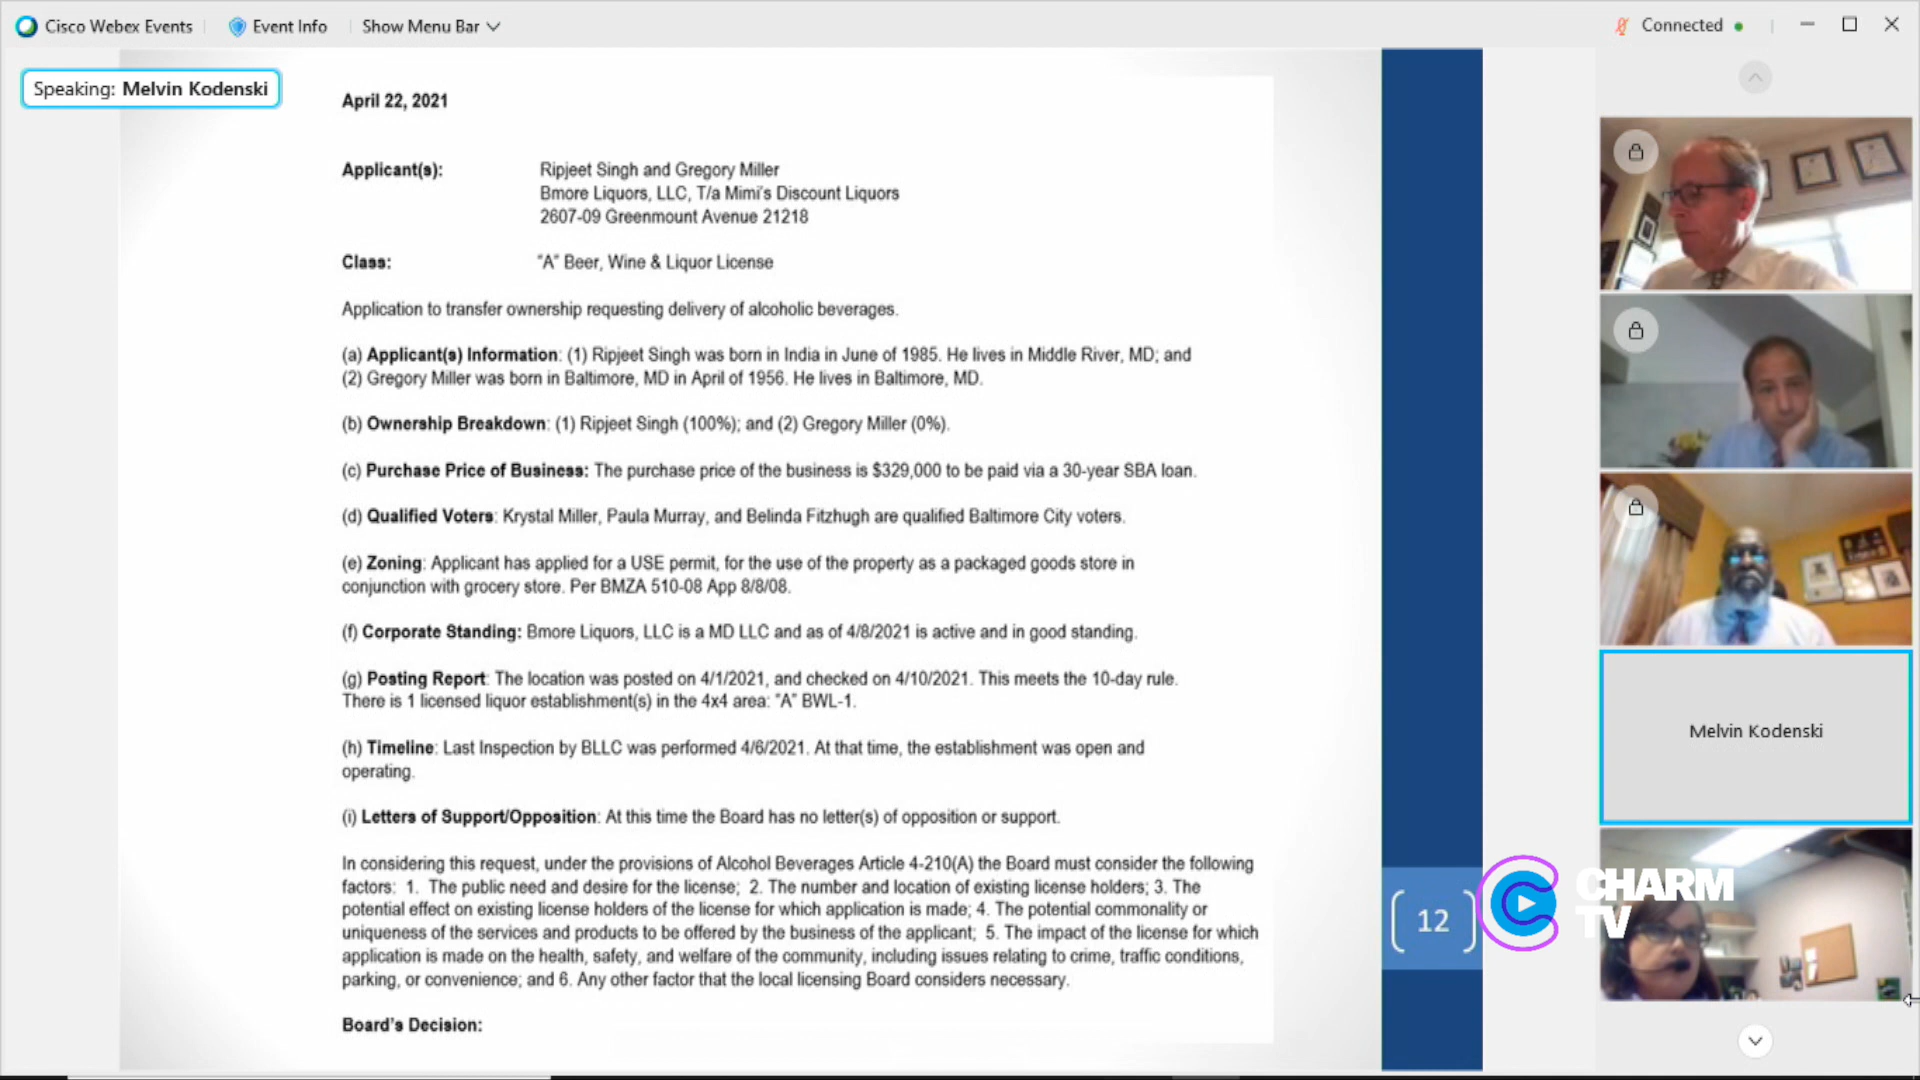 Cisco Webex Events
Event Info
Show Menu Bar
Connected
Speaking: Melvin Kodenski
April 22, 2021
Applicant(s): Ripjeet Singh and Gregory Miller
Bmore Liquors, LLC, T/a Mimi's Discount Liquors
2607-09 Greenmount Avenue 21218
Class: "A" Beer, Wine & Liquor License
Application to transfer ownership requesting delivery of alcoholic beverages.
(a) Applicant(s) Information: (1) Ripjeet Singh was born in India in June of 1985. He lives in Middle River, MD; and
(2) Gregory Miller was born in Baltimore, MD in April of 1956. He lives in Baltimore, MD.
(b) Ownership Breakdown: (1) Ripjeet Singh (100%); and (2) Gregory Miller (0%).
(c) Purchase Price of Business: The purchase price of the business is $329,000 to be paid via a 30-year SBA loan.
(d) Qualified Voters: Krystal Miller, Paula Murray, and Belinda Fitzhugh are qualified Baltimore City voters.
(e) Zoning: Applicant has applied for a USE permit, for the use of the property as a packaged goods store in
conjunction with grocery store. Per BMZA 510-08 App 8/8/08.
(f) Corporate Standing: Bmore Liquors, LLC is a MD LLC and as of 4/8/2021 is active and in good standing.
(g) Posting Report: The location was posted on 4/1/2021, and checked on 4/10/2021. This meets the 10-day rule.
There is 1 licensed liquor establishment(s) in the 4x4 area: "A" BWL-1.
(h) Timeline: Last Inspection by BLLC was performed 4/6/2021. At that time, the establishment was open and
operating.
(i) Letters of Support/Opposition: At this time the Board has no letter(s) of opposition or support.
In considering this request, under the provisions of Alcohol Beverages Article 4-210(A) the Board must consider the following
factors: 1. The public need and desire for the license; 2. The number and location of existing license holders; 3. The
potential effect on existing license holders of the license for which application is made; 4. The potential commonality or
uniqueness of the services and products to be offered by the business of the applicant; 5. The impact of the license for which
application is made on the health, safety, and welfare of the community, including issues relating to crime, traffic conditions,
parking, or convenience; and 6. Any other factor that the local licensing Board considers necessary.
Board's Decision:
12
Melvin Kodenski
CHARM
TV